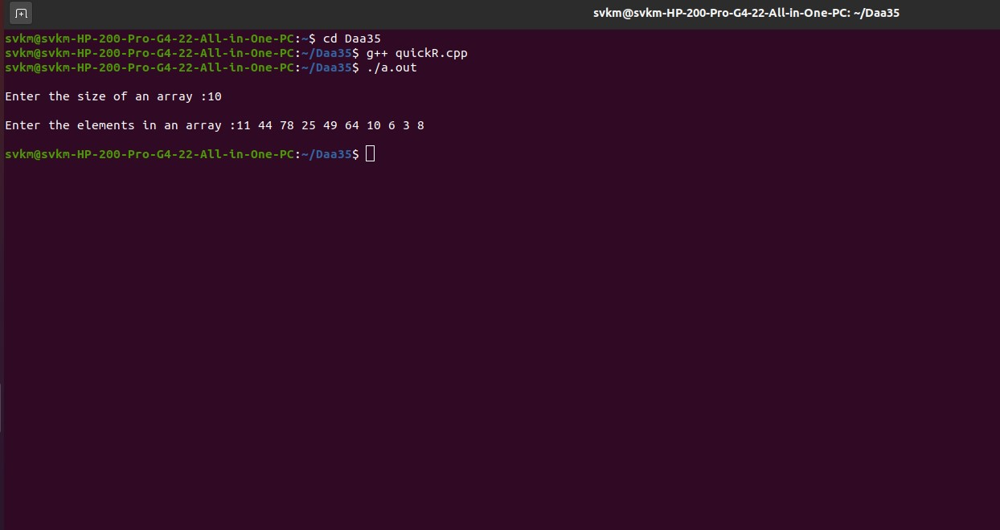 svkm@svkm-HP-200-Pro-G4-22-All-in-One-PC: ~/Daa35
svkm@svkm-HP-200-Pro-G4-22-All-in-One-PC:~$ cd Daa35
svkm@svkm-HP-200-Pro-G4-22-All-in-One-PC:~/Daa35$ g++ quickR.cpp
svkm@svkm-HP-200-Pro-G4-22-All-in-One-PC:~/Daa35$ ./a.out
Enter the size of an array :10
Enter the elements in an array :11 44 78 25 49 64 10 6 3 8
svkm@svkm-HP-200-Pro-G4-22-All-in-One-PC:~/Daa35$